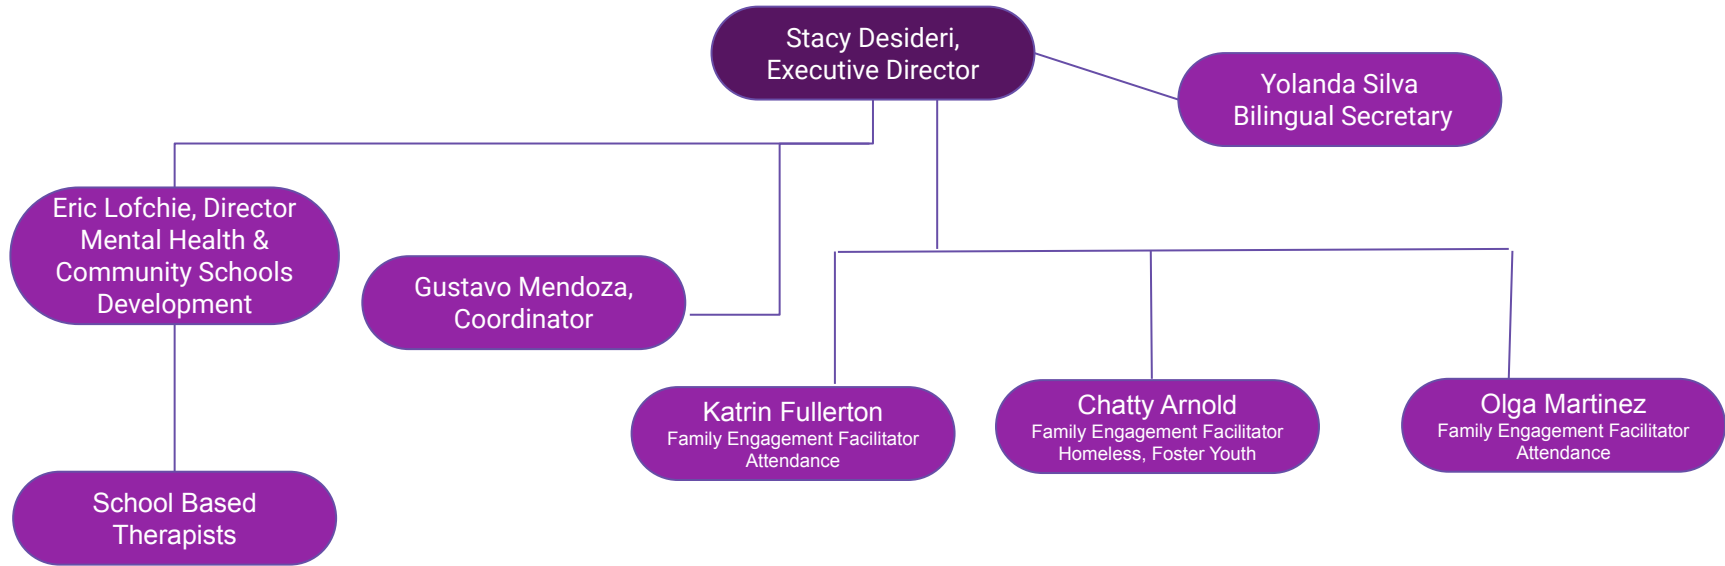 Stacy Desideri,
Executive Director
Yolanda Silva
Bilingual Secretary
Eric Lofchie, Director
Mental Health &
Community Schools
Development
Gustavo Mendoza,
Coordinator
Katrin Fullerton
Family Engagement Facilitator
Attendance
Chatty Arnold
Family Engagement Facilitator
Homeless, Foster Youth
Olga Martinez
Family Engagement Facilitator
Attendance
School Based
Therapists